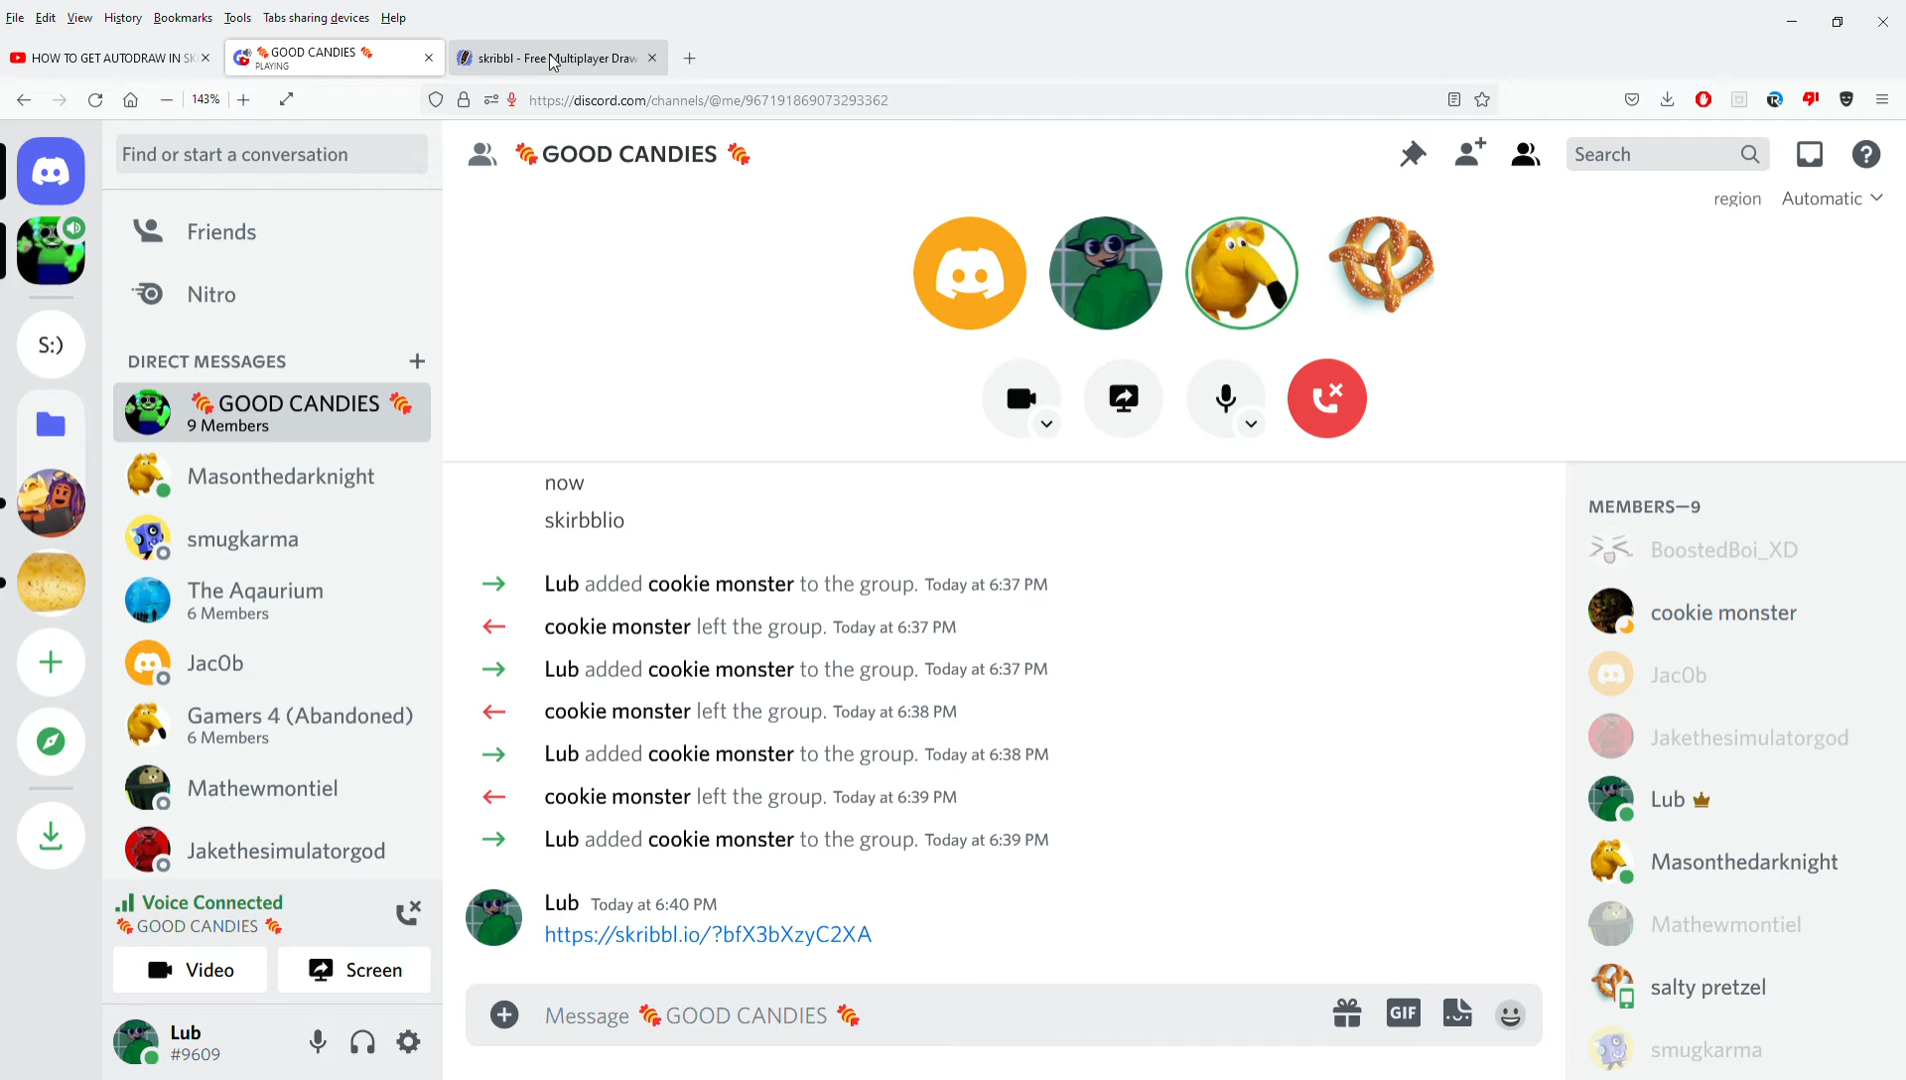 File Edit View History Bookmarks Tools Tabs sharing devices Help
HOW TO GET AUTODRAW IN SK
GOOD CANDIES
PLAYING
skribbl - Free Multiplayer Draw
143%
https://discord.com/channels/@me/967191869073293362
Find or start a conversation
GOOD CANDIES
Search
region Automatic
Friends
Nitro
S:)
DIRECT MESSAGES
GOOD CANDIES
9 Members
Masonthedarknight
smugkarma
The Aqaurium
6 Members
Jac0b
Gamers 4 (Abandoned)
6 Members
Mathewmontiel
Jakethesimulatorgod
Voice Connected
GOOD CANDIES
Video
Screen
Lub
#9609
now
skirbblio
Lub added cookie monster to the group. Today at 6:37 PM
cookie monster left the group. Today at 6:37 PM
Lub added cookie monster to the group. Today at 6:37 PM
cookie monster left the group. Today at 6:38 PM
Lub added cookie monster to the group. Today at 6:38 PM
cookie monster left the group. Today at 6:39 PM
Lub added cookie monster to the group. Today at 6:39 PM
Lub Today at 6:40 PM
https://skribbl.io/?bfX3bXzyC2XA
Message GOOD CANDIES
GIF
MEMBERS—9
BoostedBoi_XD
cookie monster
Jac0b
Jakethesimulatorgod
Lub
Masonthedarknight
Mathewmontiel
salty pretzel
smugkarma